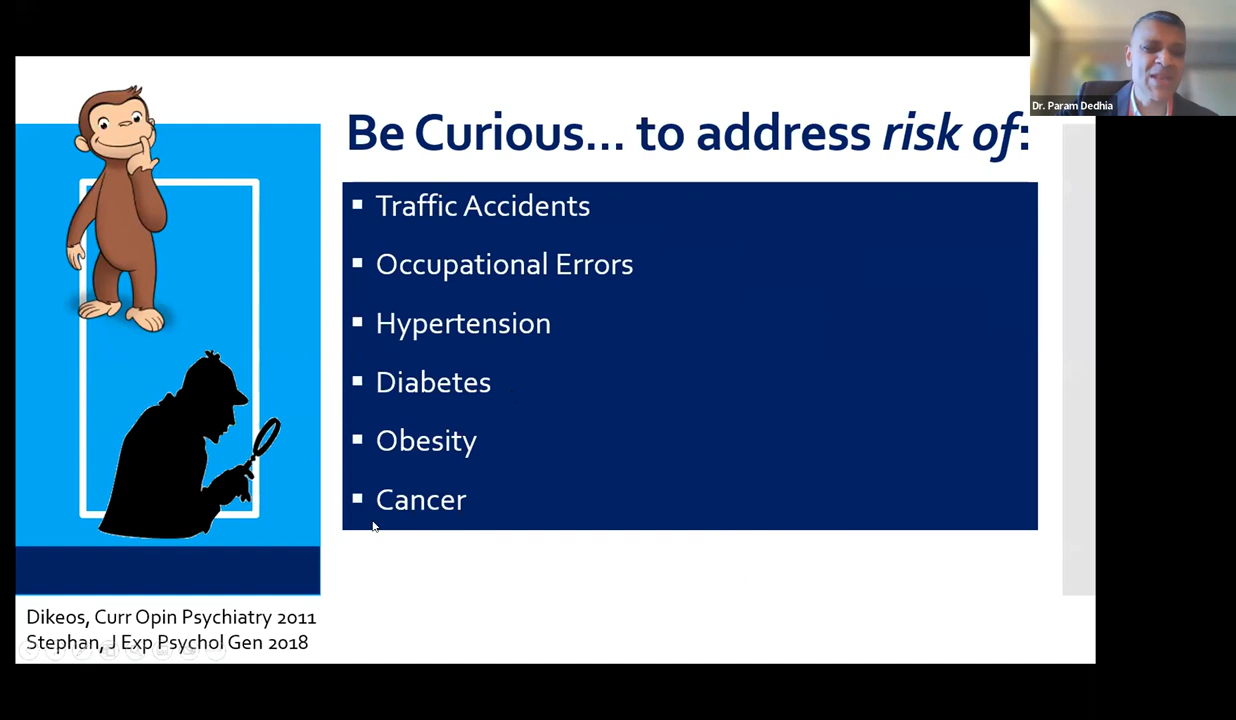 Dr. Param Dedhia
Be Curious... to address risk of:
▪ Traffic Accidents
▪ Occupational Errors
▪ Hypertension
▪ Diabetes
▪ Obesity
▪ Cancer
Dikeos, Curr Opin Psychiatry 2011
Stephan, J Exp Psychol Gen 2018